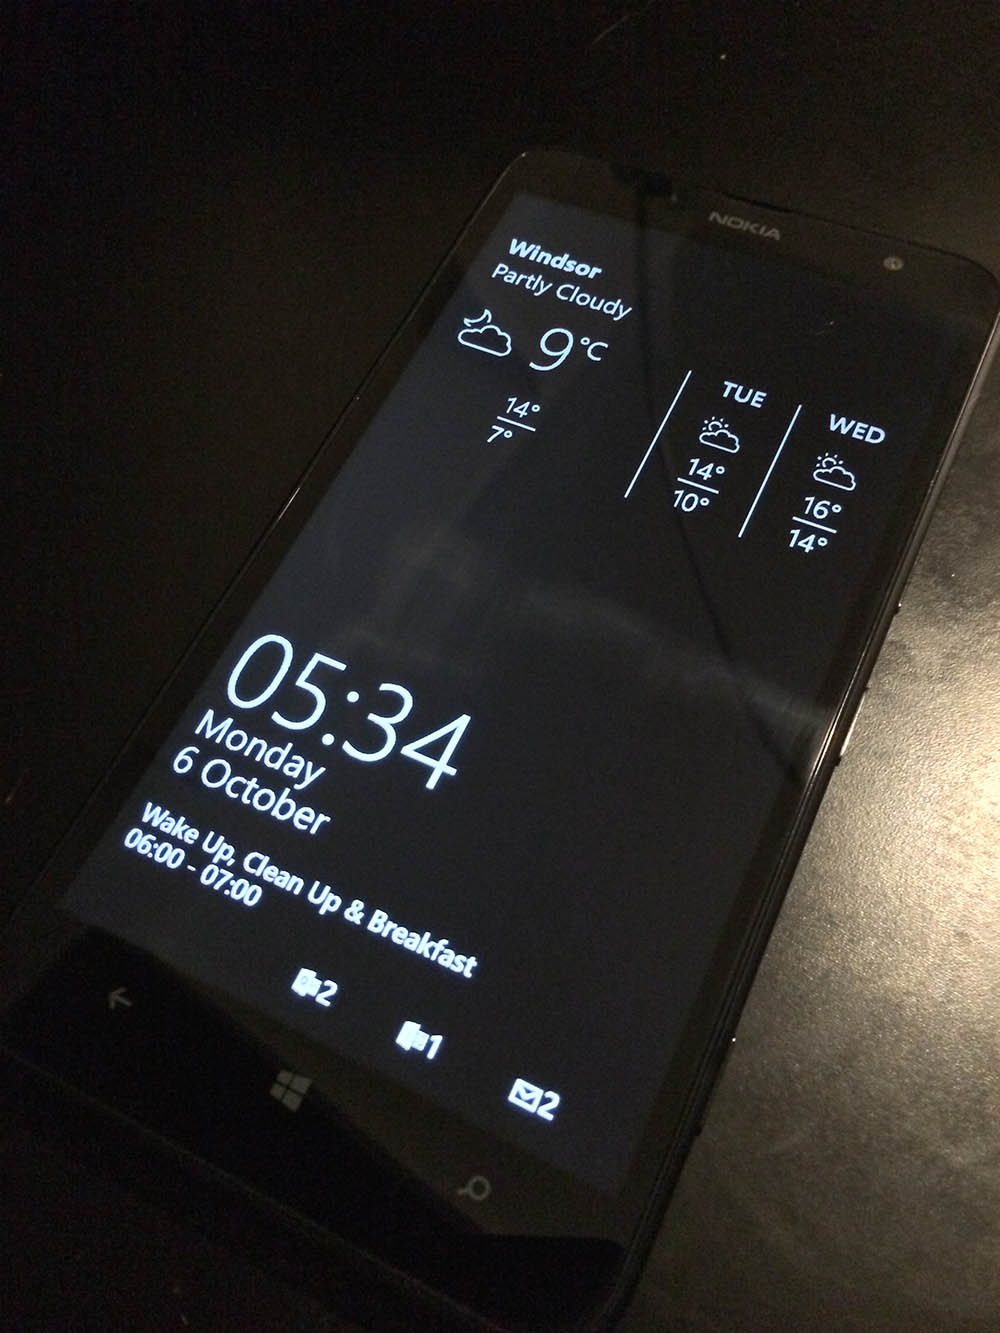 NOKIA
Windsor
Partly Cloudy
9°C
14°
7°
TUE
14°
10°
WED
16°
14°
05:34
Monday
6 October
Wake Up, Clean Up & Breakfast
06:00 - 07:00
2
1
2